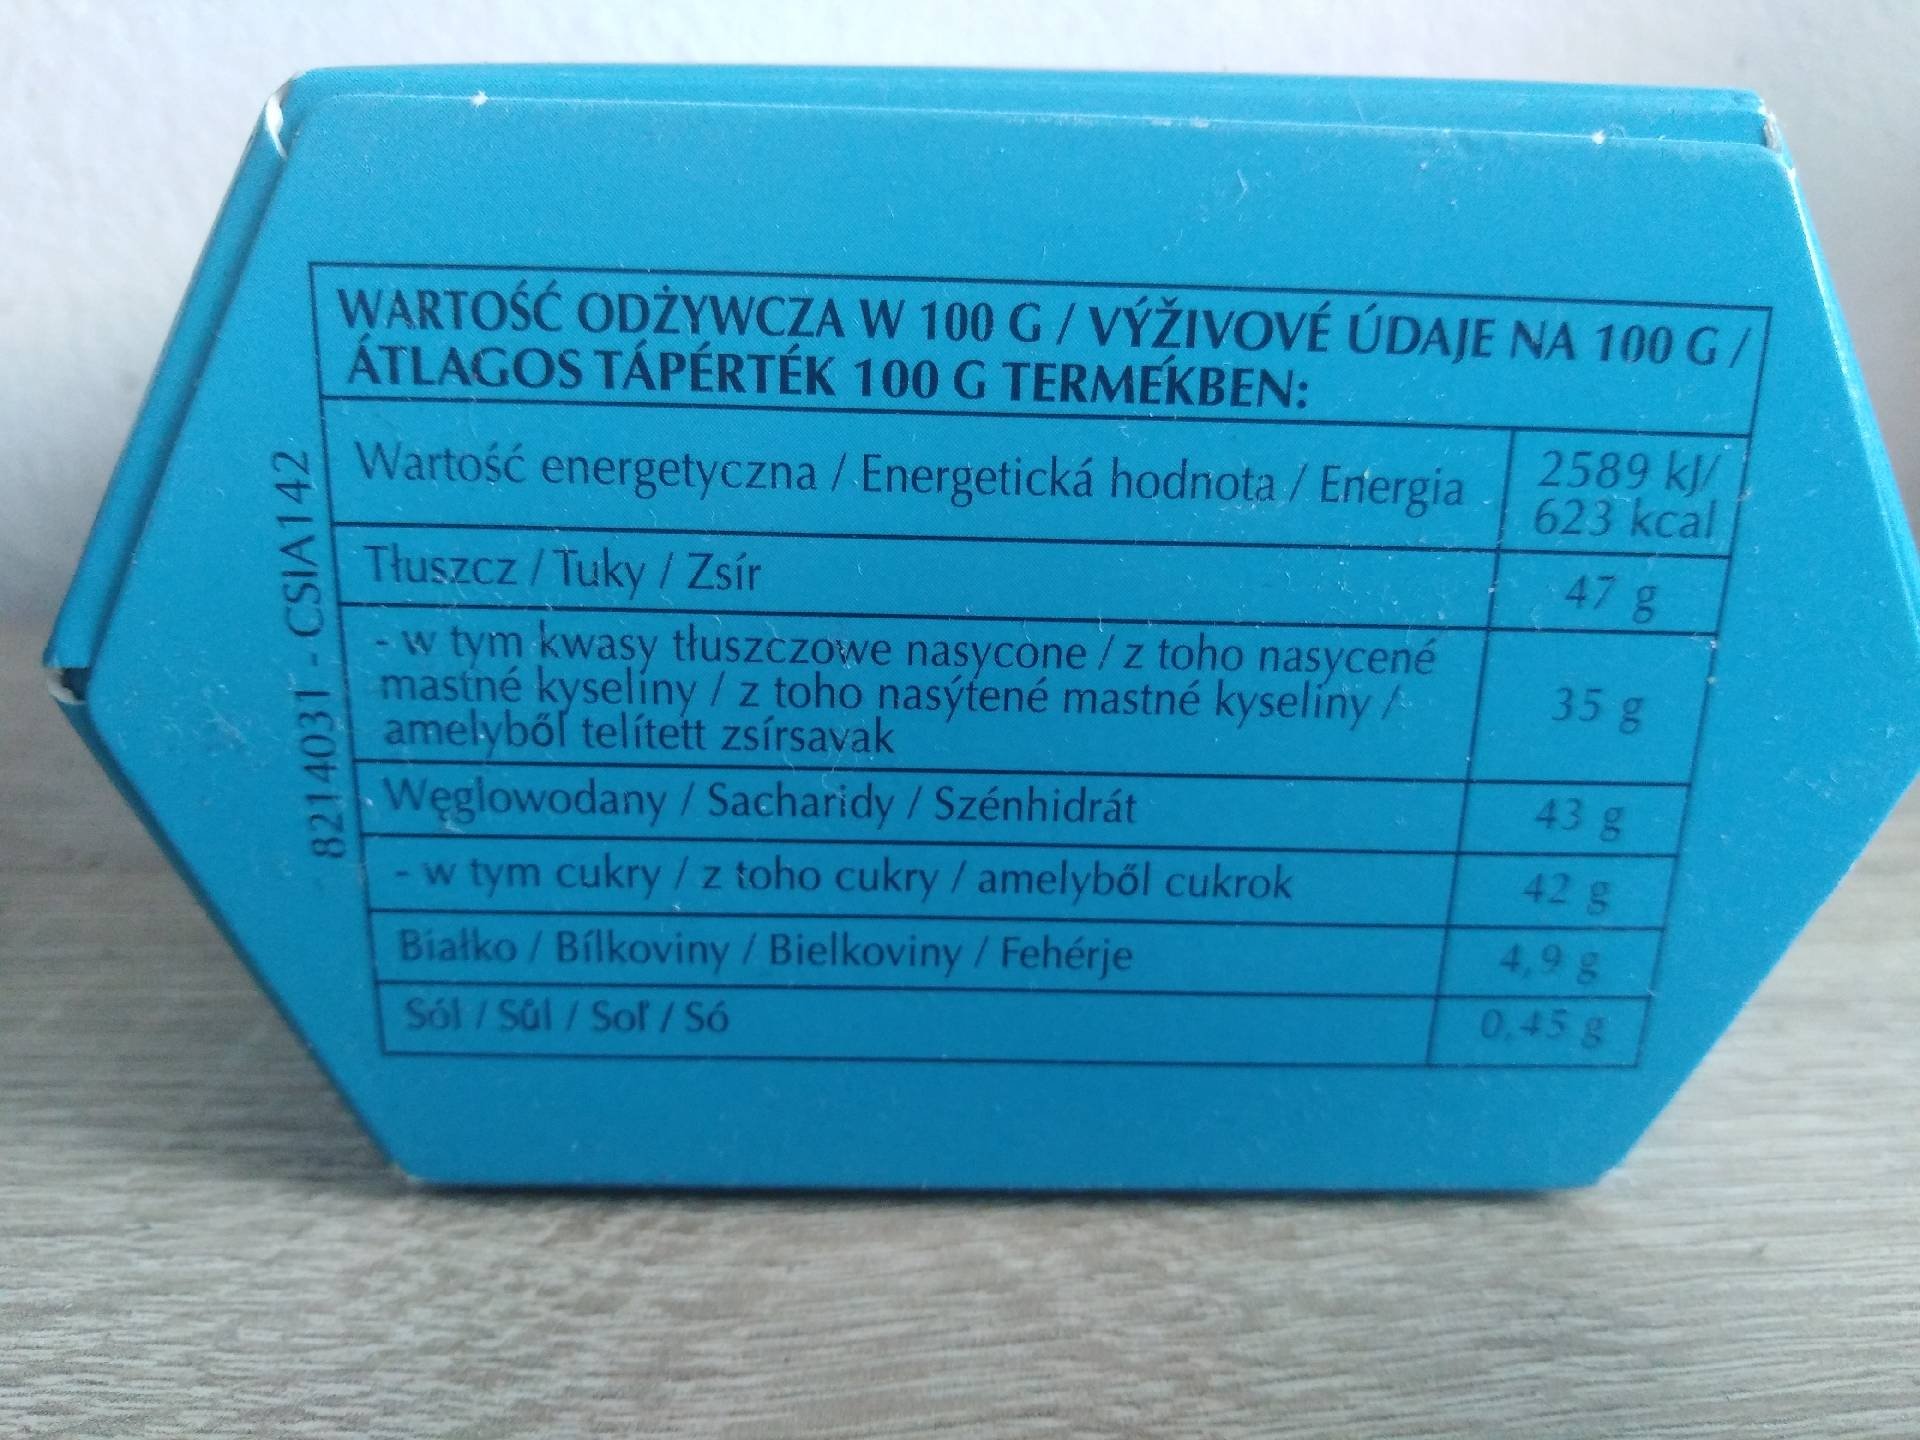 WARTOŚĆ ODŻYWCZA W 100 G / VÝŽIVOVÉ ÚDAJE NA 100 G /
ÁTLAGOS TÁPÉRTÉK 100 G TERMÉKBEN:
Wartość energetyczna / Energetická hodnota / Energia
2589 kJ/
623 kcal
Tłuszcz / Tuky / Zsír
47 g
- w tym kwasy tłuszczowe nasycone / z toho nasycené
mastné kyseliny / z toho nasýtené mastné kyseliny /
amelyből telített zsírsavak
35 g
Węglowodany / Sacharidy / Szénhidrát
43 g
- w tym cukry / z toho cukry / amelyből cukrok
42 g
Białko / Bílkoviny / Bielkoviny / Fehérje
4,9 g
Sól / Sůl / Soľ / Só
0,45 g
8214031 - CSIA142